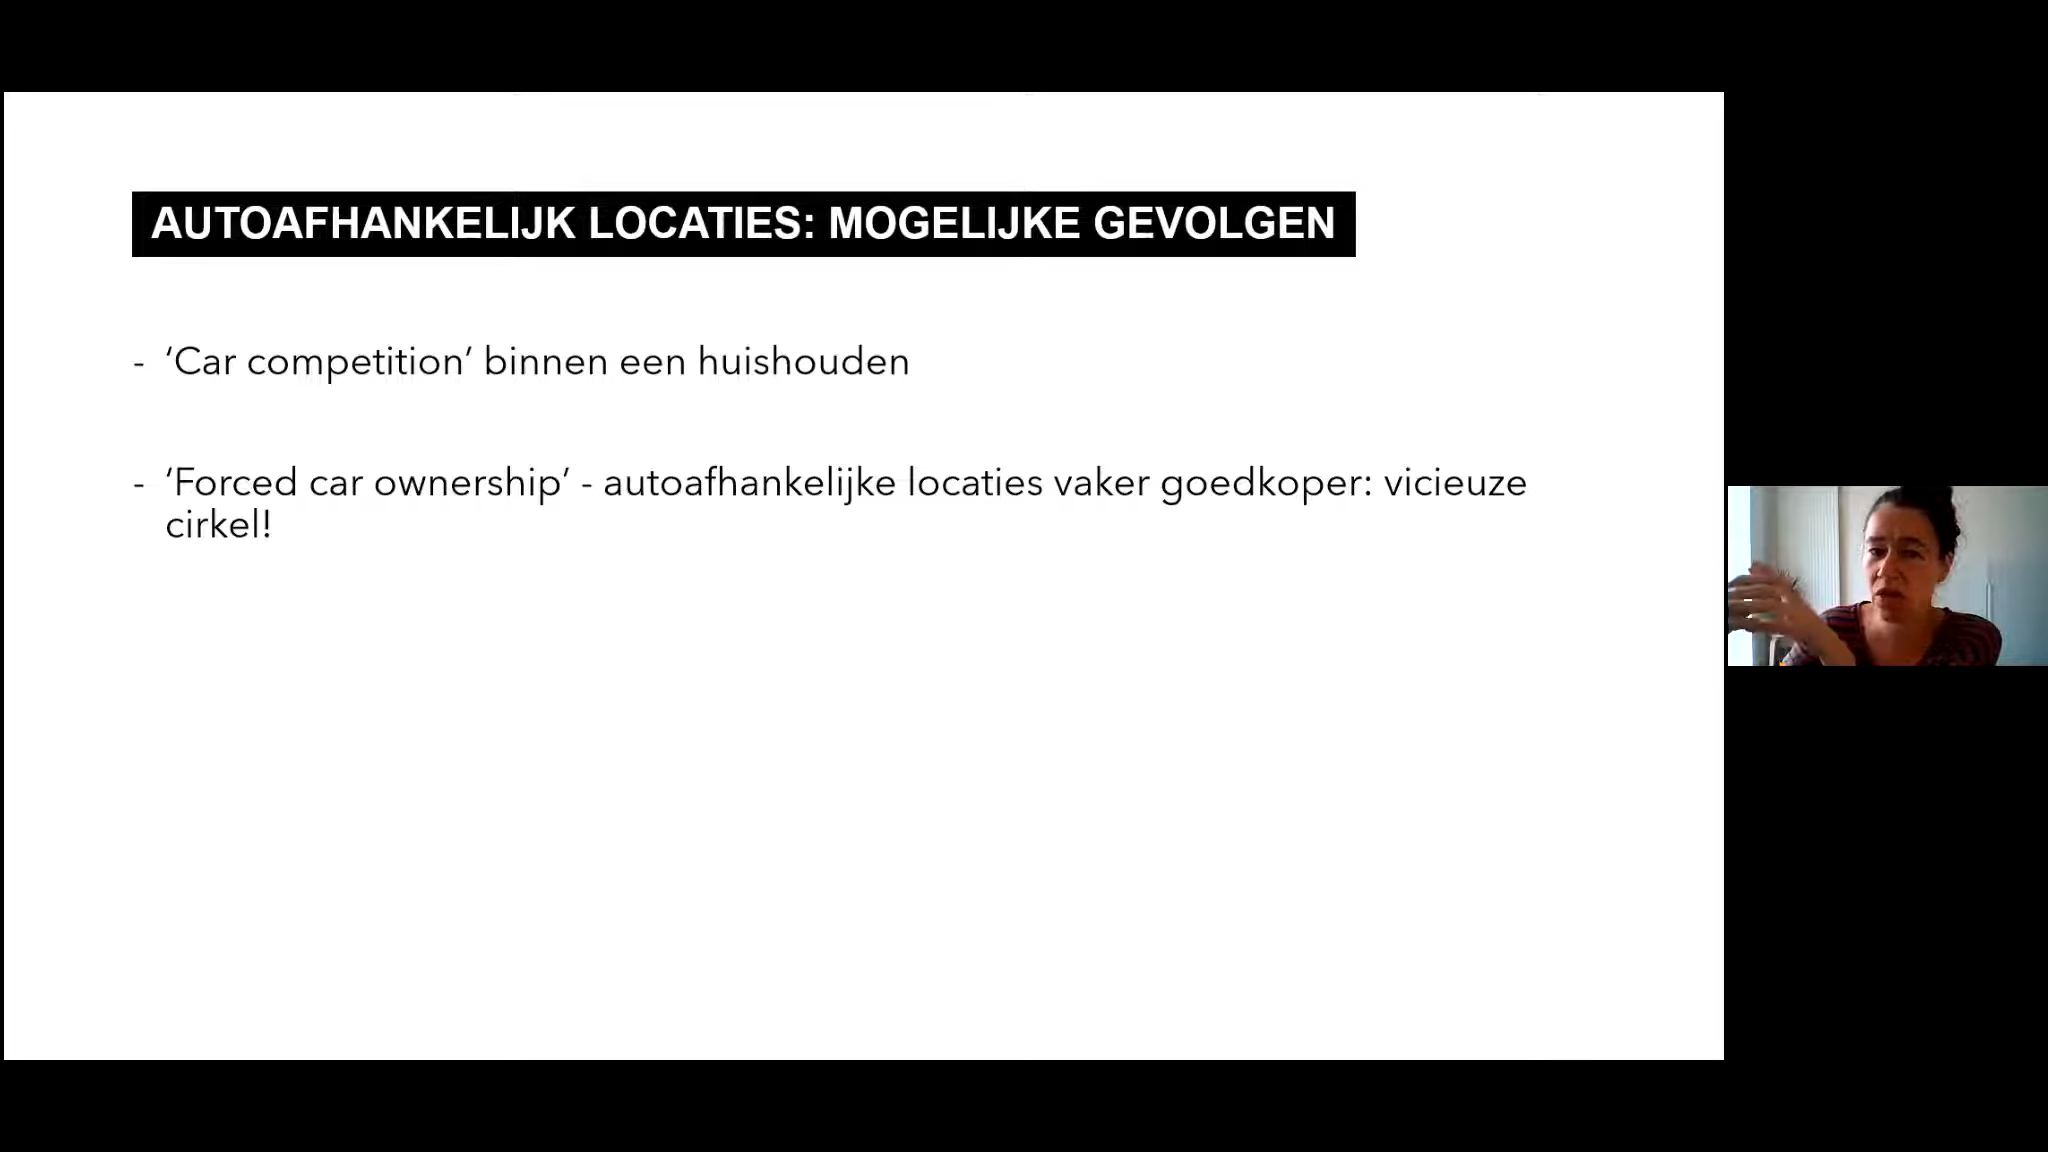 AUTOAFHANKELIJK LOCATIES: MOGELIJKE GEVOLGEN
- ‘Car competition’ binnen een huishouden
- ‘Forced car ownership’ - autoafhankelijke locaties vaker goedkoper: vicieuze
cirkel!